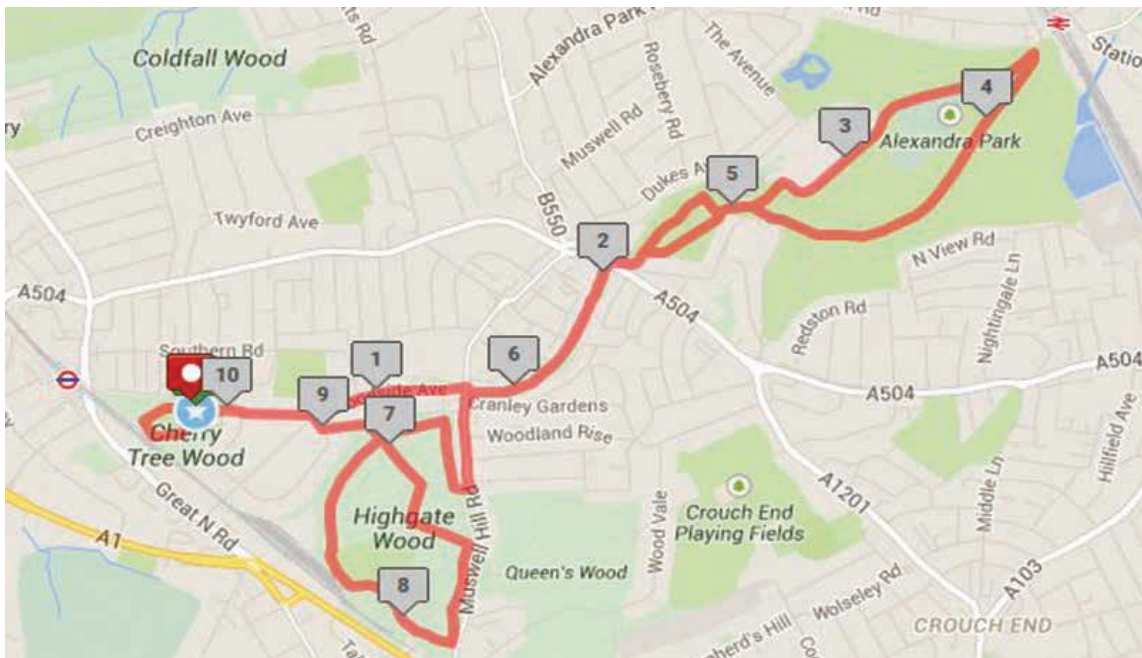 Coldfall Wood
Creighton Ave
Alexandra Park
Rosebery Rd
The Avenue
Muswell Rd
Dukes
Twyford Ave
B550
A504
Southern Rd
Cranley Gardens
Woodland Rise
Cherry
Tree Wood
Great N Rd
A1
Highgate
Wood
Muswell Hill Rd
Queen's Wood
Wood Vale
Crouch End
Playing Fields
Alexandra Park
N View Rd
Redston Rd
Nightingale Ln
A504
A504
A504
Hillfield Ave
Middle Ln
A1201
A103
Wolseley Rd
CROUCH END
1
2
3
4
5
6
7
8
9
10